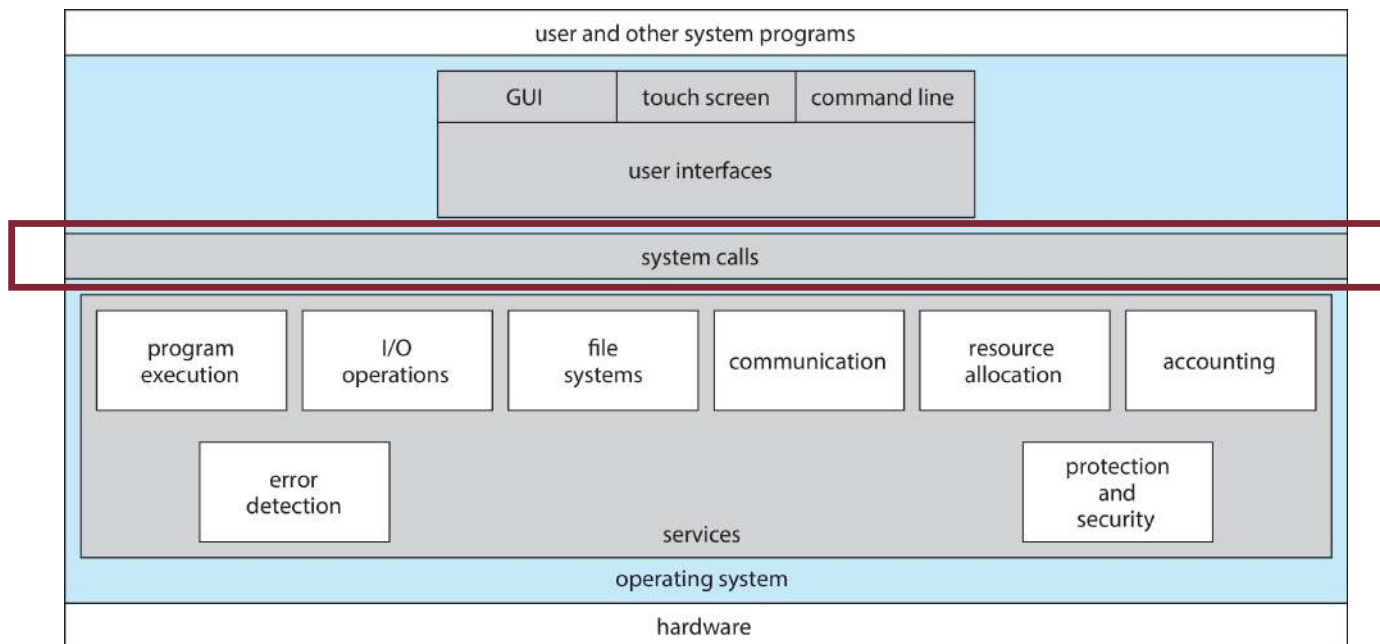 user and other system programs
GUI
touch screen
command line
user interfaces
system calls
program
execution
I/O
operations
file
systems
communication
resource
allocation
accounting
error
detection
protection
and
security
services
operating system
hardware